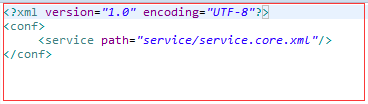 <?xml version="1.0" encoding="UTF-8"?>
<conf>
    <service path="service/service.core.xml"/>
</conf>